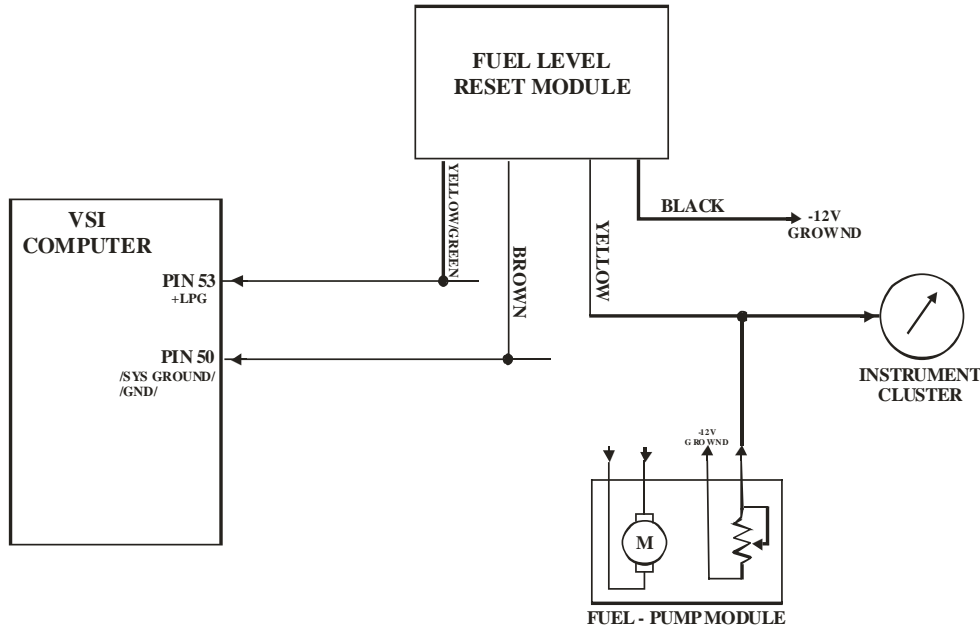 FUEL LEVEL
RESET MODULE
YELLOW/GREEN
BROWN
YELLOW
BLACK
-12V
GROWND
VSI
COMPUTER
PIN 53
+LPG
PIN 50
/SYS GROUND/
/GND/
INSTRUMENT
CLUSTER
-12V
GROWND
M
FUEL - PUMP MODULE